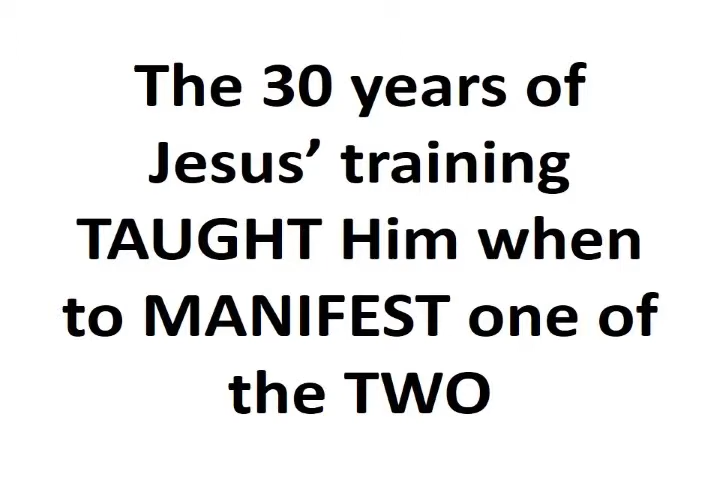 The 30 years of
Jesus’ training
TAUGHT Him when
to MANIFEST one of
the TWO